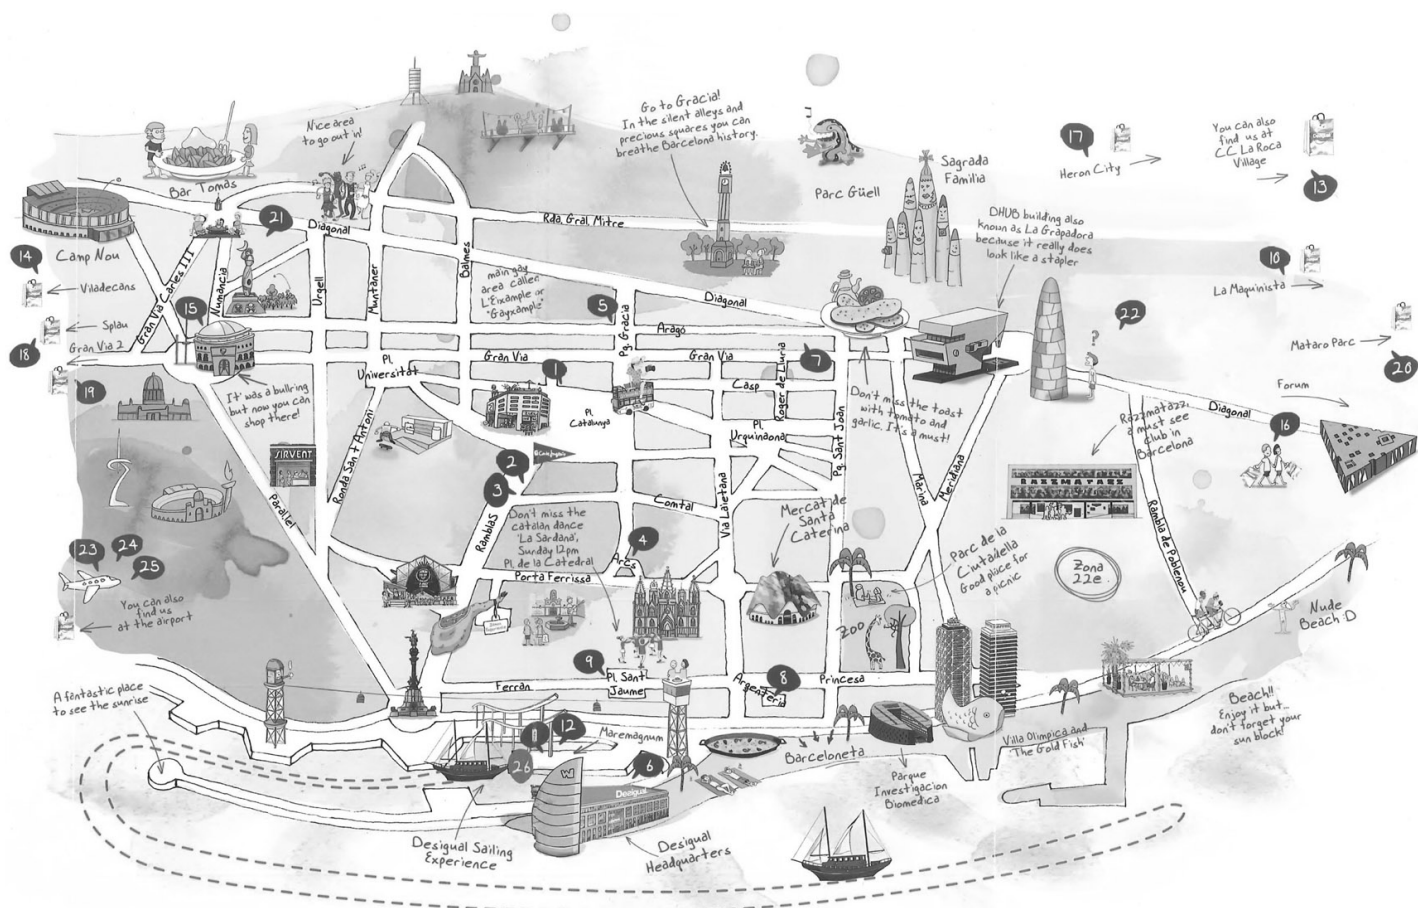 Go to Gracia!
In the silent alleys and
precious squares you can
breathe Barcelona history.
Nice area
to go out in!
17
Heron City
You can also
find us at
CC La Roca
Village
13
Bar Tomás
Sagrada
Familia
Parc Güell
21
Diagonal
Rda. Gral. Mitre
DHUB building also
known as La Grapadora
because it really does
look like a stapler
14
Camp Nou
Viladecans
10
La Maquinista
Gran Via Carles III
Numancia
Urgell
Muntaner
Balmes
main gay
area called
L'Eixample or
"Gayxample"
5
Pg. Gracia
Diagonal
Aragó
15
22
18
Splau
Gran Via 2
19
Mataro Parc
20
Pl.
Universitat
Gran Via
Gran Via
Roger de Lluria
7
Casp
1
Pl.
Catalunya
Pl.
Urquinaona
Pg. Sant Joan
It was a bullring
but now you can
shop there!
Don't miss the toast
with tomato and
garlic. It's a must!
Forum
Diagonal
16
Razzmatazz:
a must see
club in
Barcelona
SIRVENT
Ronda Sant Antoni
Parallel
2
3
Ramblas
Comtal
Via Laietana
Marina
Meridiana
RAZZMATAZZ
Rambla de Poblenou
Don't miss the
catalan dance
'La Sardana',
Sunday 12pm
Pl. de la Catedral
4
Arcs
Porta Ferrissa
Mercat de
Santa
Caterina
Parc de la
Ciutadella
Good place for
a picnic
Zona
22@
23
24
25
You can also
find us
at the airport
Zoo
Nude
Beach :D
9
Pl. Sant
Jaume
Ferran
8
Argenteria
Princesa
A fantastic place
to see the sunrise
11
12
26
Maremagnum
6
Barceloneta
Villa Olimpica and
'The Gold Fish'
Beach!!
Enjoy it but...
don't forget your
sun block!
Parque
Investigacion
Biomedica
W
Desigual
Desigual Sailing
Experience
Desigual
Headquarters